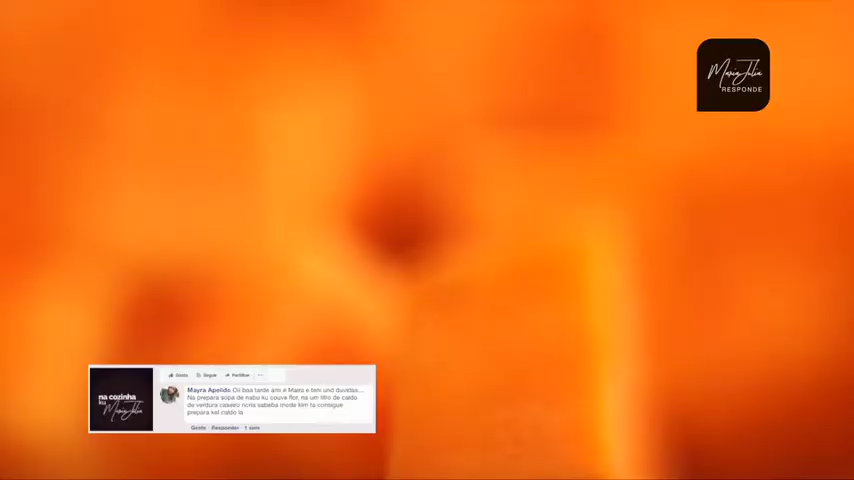 Maria Julia
RESPONDE
Gosto Seguir Partilhar ...
na cozinha
ku
Maria Julia
Mayra Apelido Oii boa tarde ami é Maira e tem und duvidas....
Na prepara sopa de nabu ku couve flor, na um litro de caldo
de verdura caseiro ncria sabeba imode kim ta consigue
prepara kel caldo la
Gosto · Responder · 1 sem